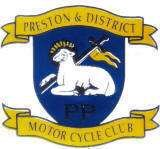 PRESTON & DISTRICT
PP
MOTOR CYCLE CLUB